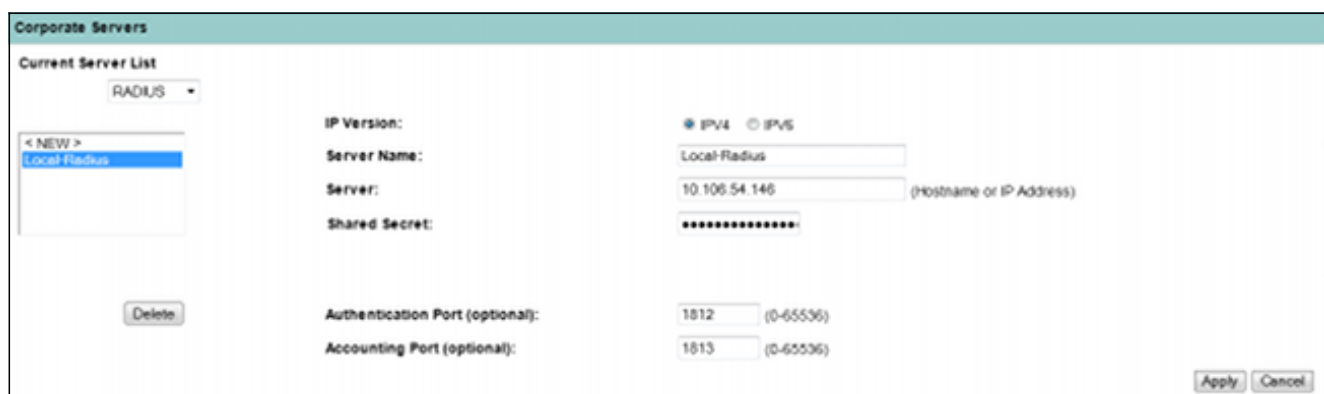 Corporate Servers
Current Server List
RADIUS
< NEW >
Local-Radius
Delete
IP Version:
IPV4 IPV6
Server Name:
Local-Radius
Server:
10.106.54.146 (Hostname or IP Address)
Shared Secret:
••••••••••••••
Authentication Port (optional):
1812 (0-65536)
Accounting Port (optional):
1813 (0-65536)
Apply Cancel